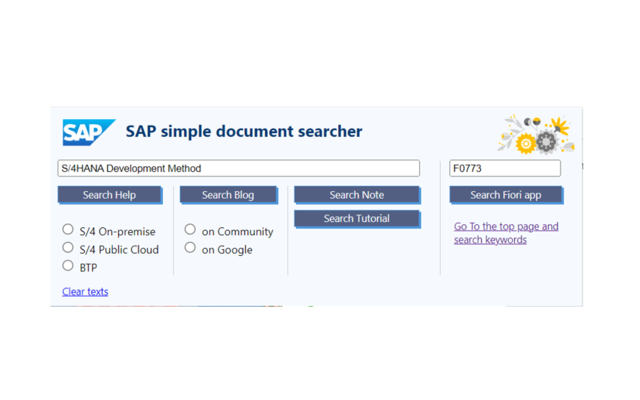 SAP SAP simple document searcher
S/4HANA Development Method
F0773
Search Help
Search Blog
Search Note
Search Fiori app
Search Tutorial
S/4 On-premise
S/4 Public Cloud
BTP
on Community
on Google
Go To the top page and
search keywords
Clear texts